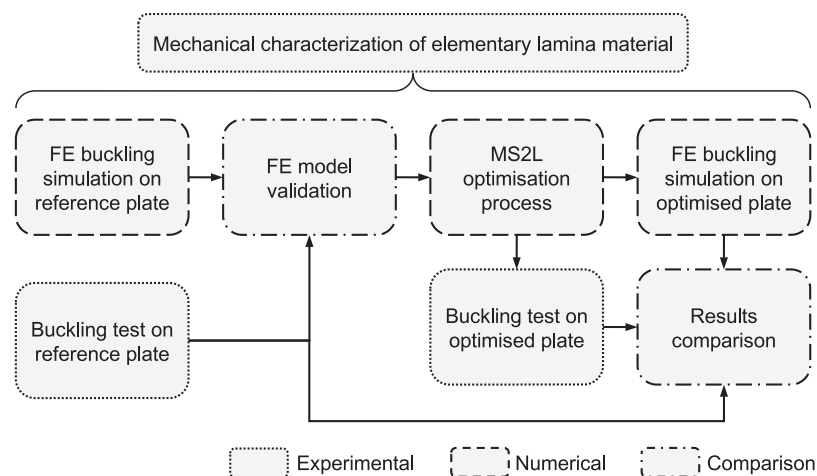 Mechanical characterization of elementary lamina material
FE buckling
simulation on
reference plate
FE model
validation
MS2L
optimisation
process
FE buckling
simulation on
optimised plate
Buckling test on
reference plate
Buckling test on
optimised plate
Results
comparison
Experimental
Numerical
Comparison